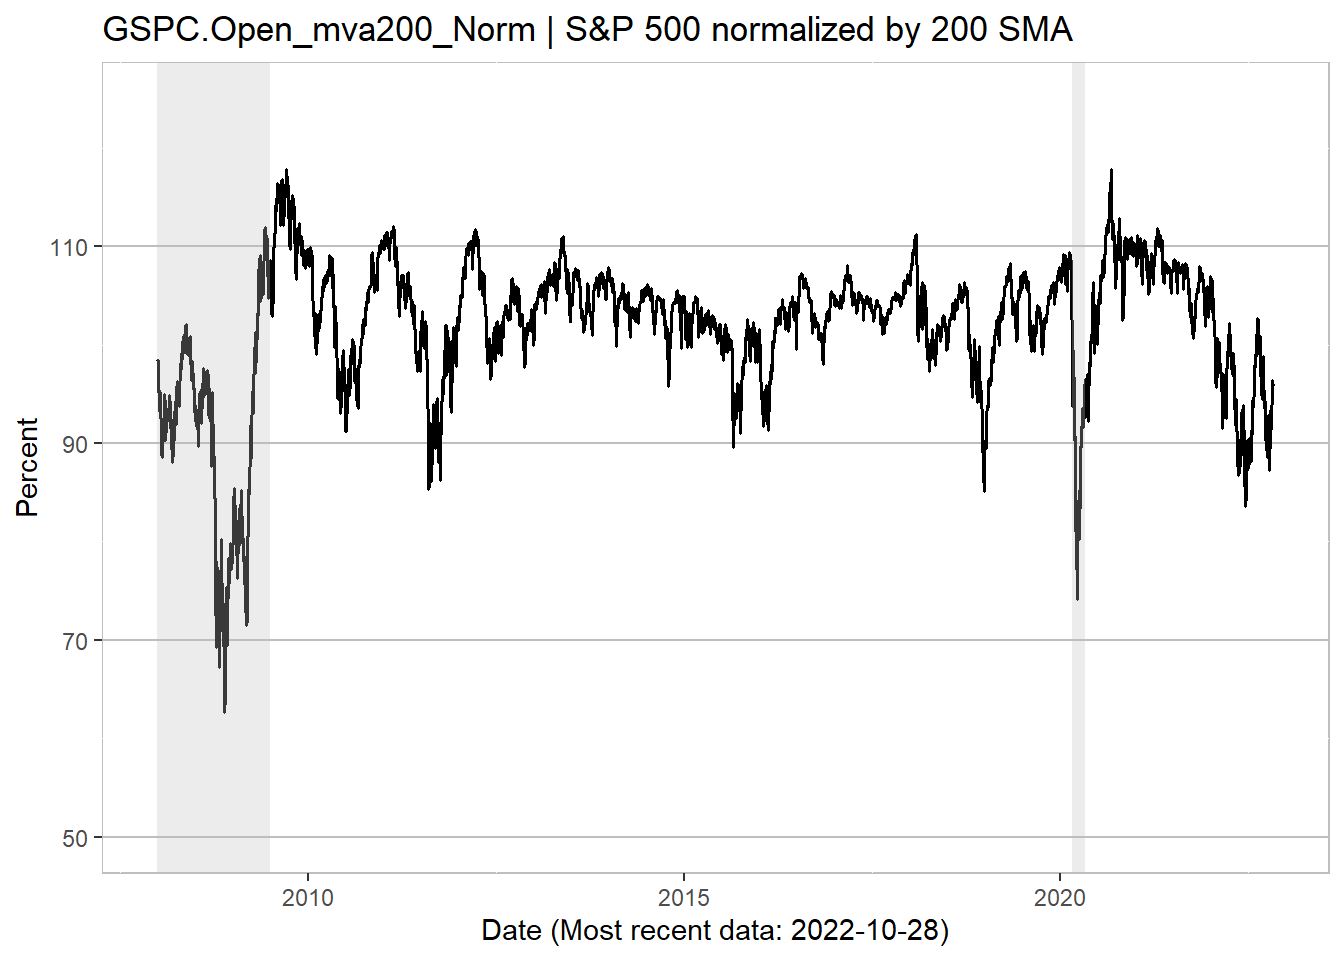 GSPC.Open_mva200_Norm | S&P 500 normalized by 200 SMA
110
90
70
50
Percent
2010 2015 2020
Date (Most recent data: 2022-10-28)